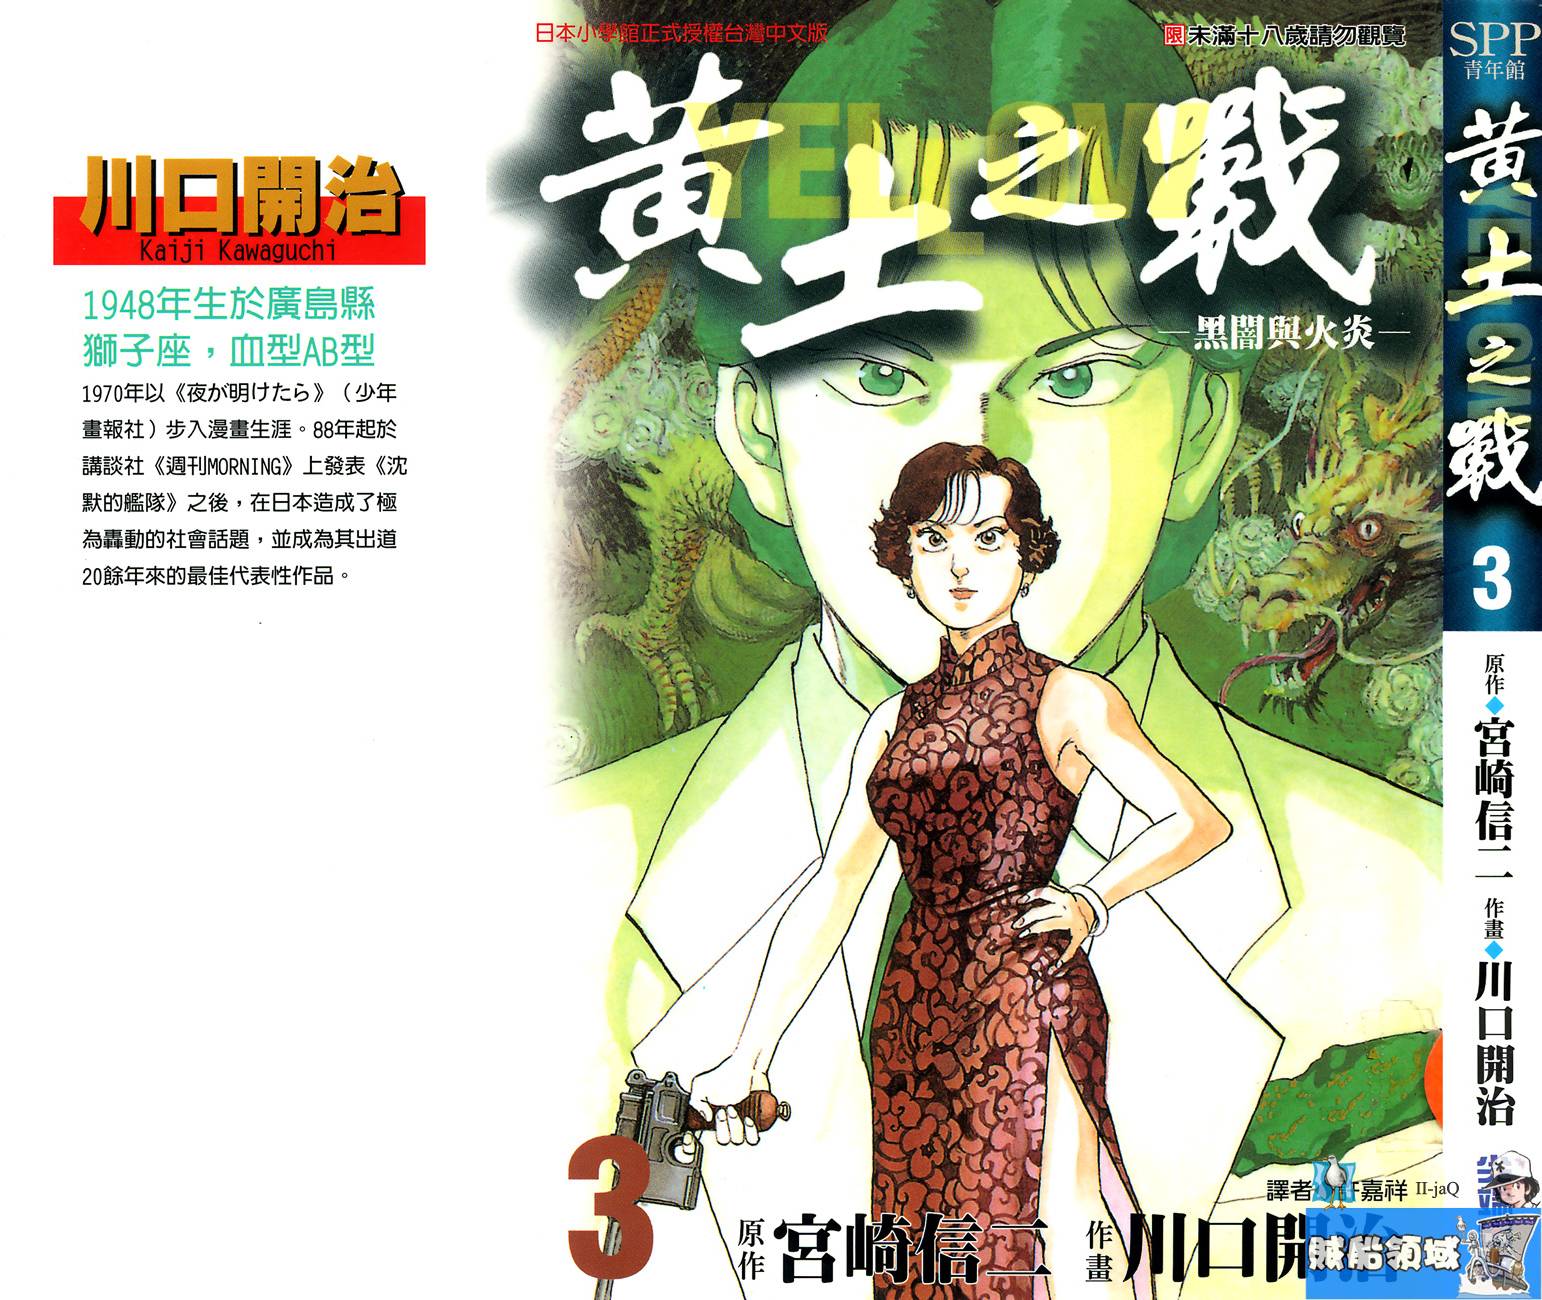 川口開治
Kaiji Kawaguchi
1948年生於廣島縣
獅子座，血型AB型
1970年以《夜が明けたら》（少年
畫報社）步入漫畫生涯。88年起於
講談社《週刊MORNING》上發表《沈
默的艦隊》之後，在日本造成了極
為轟動的社會話題，並成為其出道
20餘年來的最佳代表性作品。
日本小學館正式授權台灣中文版
限 未滿十八歲請勿觀覽
YELLOW
黃土之戰
—黑闇與火炎—
3
譯者 嘉祥 II-jaQ
原作 宮崎信二 作畫 川口開治
賊船領域
SPP
青年館
黃土之戰
YELLOW
3
原作◆宮崎信二
作畫◆川口開治
尖端